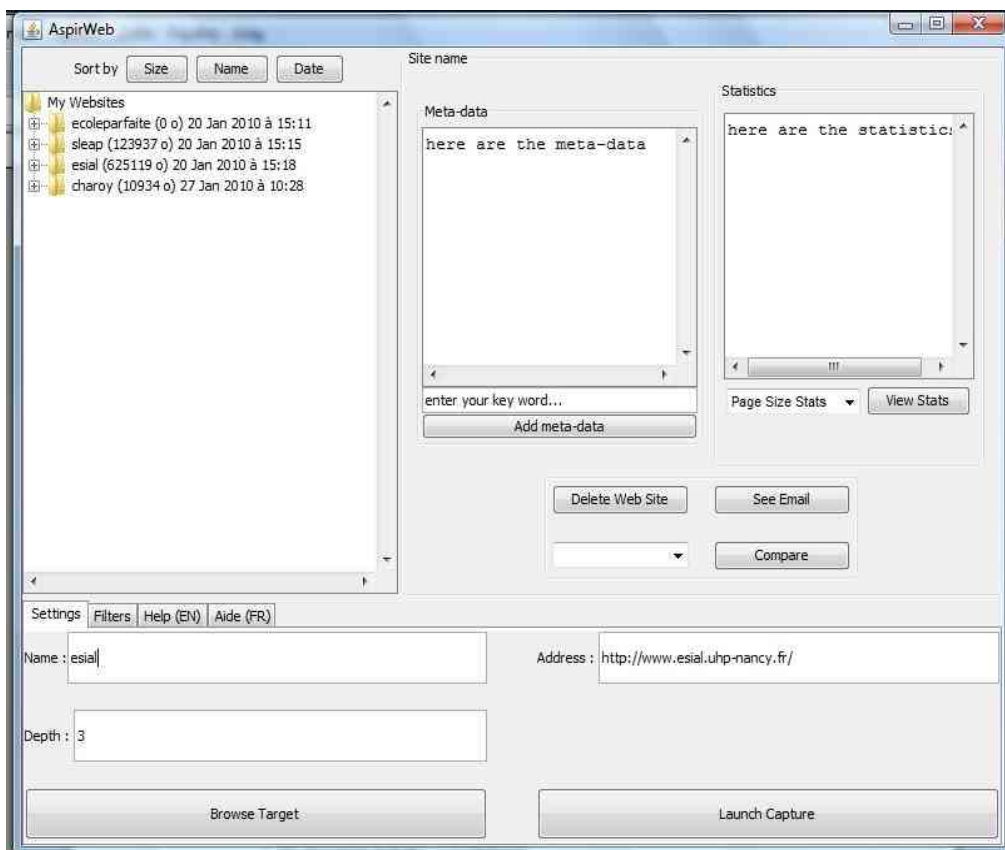 AspirWeb
Sort by Size Name Date
My Websites
ecoleparfaite (0 o) 20 Jan 2010 à 15:11
sleap (123937 o) 20 Jan 2010 à 15:15
esial (625119 o) 20 Jan 2010 à 15:18
charoy (10934 o) 27 Jan 2010 à 10:28
Site name
Meta-data
here are the meta-data
enter your key word...
Add meta-data
Statistics
here are the statistics
Page Size Stats View Stats
Delete Web Site See Email
Compare
Settings Filters Help (EN) Aide (FR)
Name : esial Address : http://www.esial.uhp-nancy.fr/
Depth : 3
Browse Target Launch Capture